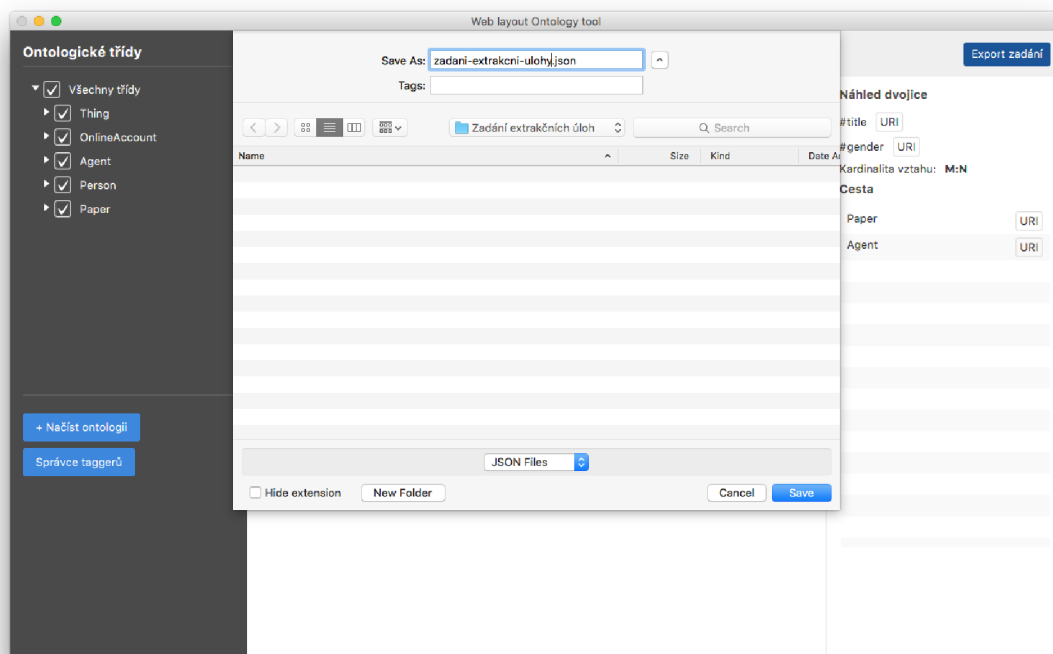 Web layout Ontology tool
Ontologické třídy
Všechny třídy
Thing
OnlineAccount
Agent
Person
Paper
+ Načíst ontologii
Správce taggerů
Save As: zadani-extrakcni-ulohy.json
Tags:
Zadání extrakčních úloh
Search
Name Size Kind Date A
JSON Files
Hide extension New Folder Cancel Save
Export zadání
Náhled dvojice
#title URI
#gender URI
Kardinalita vztahu: M:N
Cesta
Paper URI
Agent URI